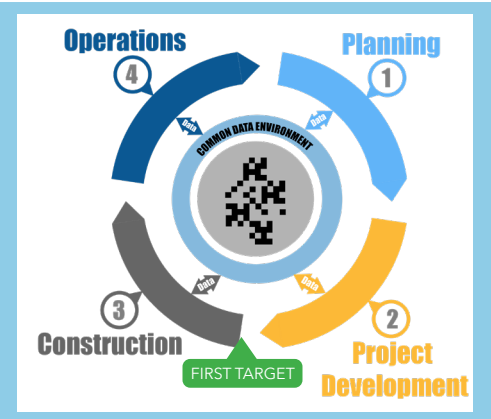 Operations
4
Planning
1
Data
Data
COMMON DATA ENVIRONMENT
Data
Data
3
Construction
2
Project
Development
FIRST TARGET